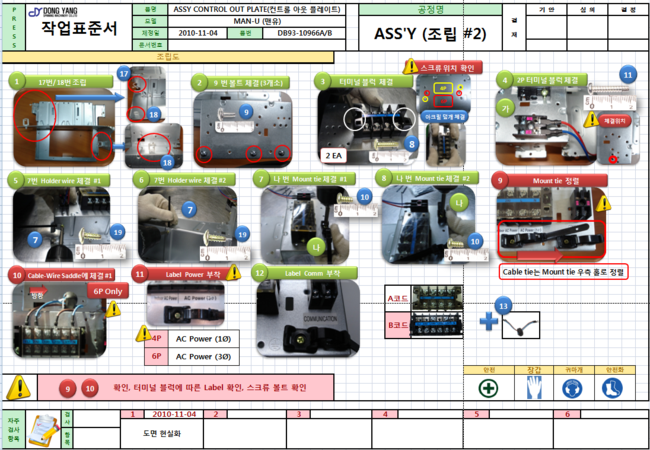 PRESS
DONG YANG
작업표준서
품명
ASSY CONTROL OUT PLATE(컨트롤 아웃 플레이트)
모델
MAN-U (맨유)
제정일
2010-11-04
품번
DB93-10966A/B
문서번호
공정명
ASS'Y (조립 #2)
결재
기 안
심 의
결 정
조립도
1
17번/ 18번 조립
17
18
18
2
9 번 볼트 체결(3개소)
9
3
터미널 블럭 체결
2 EA
8
스크류 위치 확인
4P
마크될 앞에 체결
4
2P 터미널 블럭 체결
가
11
체결위치
5
7번 Holder wire 체결 #1
7
19
6
7번 Holder wire 체결 #2
7
19
7
나 번 Mount tie 체결 #1
10
나
8
나 번 Mount tie 체결 #2
나
10
9
Mount tie 정렬
Cable tie는 Mount tie 우측 홀로 정렬
10
Cable-Wire Saddle에 체결 #1
방향
6P Only
11
Label Power 부착
AC Power
4P
AC Power (1Ø)
6P
AC Power (3Ø)
12
Label Comm 부착
COMMUNICATION
A코드
B코드
13
9
10
확인, 터미널 블럭에 따른 Label 확인, 스크류 볼트 확인
안전
장갑
귀마개
안전화
자주검사항목
검사항목
1
2010-11-04
2
3
4
5
6
도면 현실화